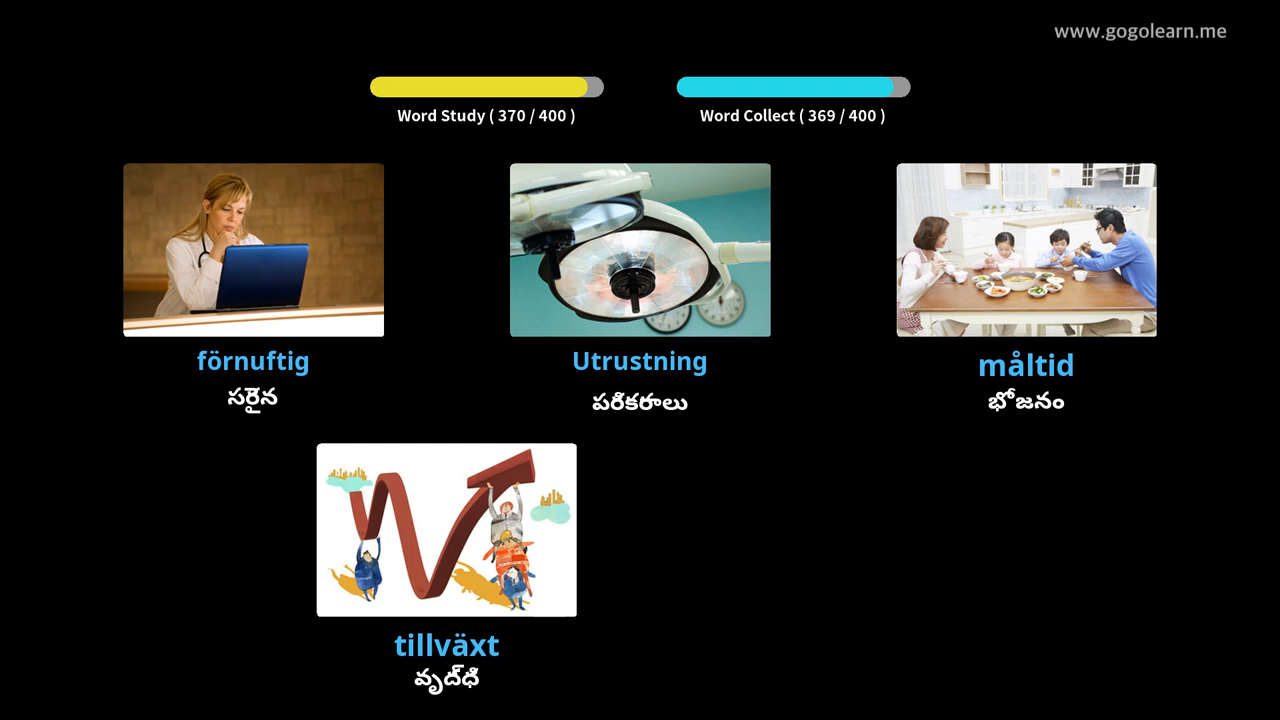 www.gogolearn.me
Word Study ( 370 / 400 )
Word Collect ( 369 / 400 )
förnuftig
సరైన
Utrustning
పరికరాలు
måltid
భోజనం
tillväxt
వృద్ధి